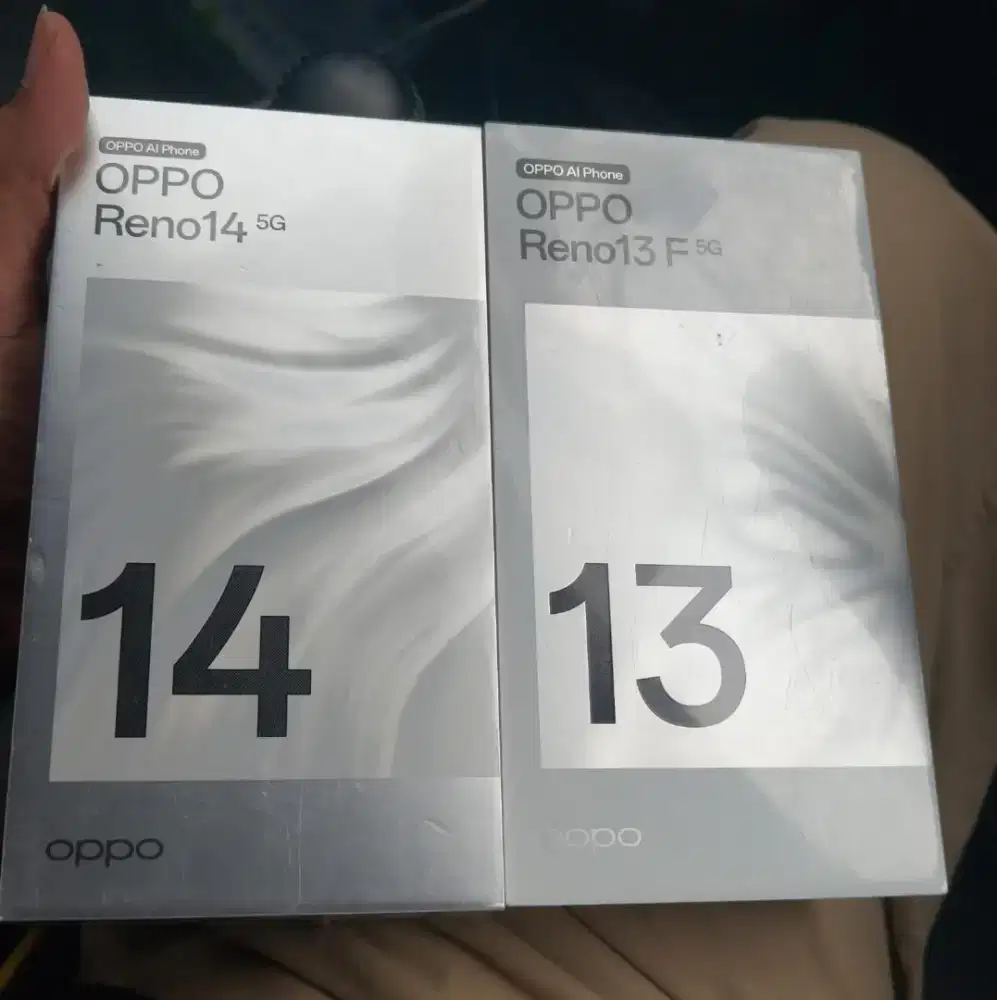 OPPO AI Phone
OPPO
Reno14 5G
14
oppo
OPPO AI Phone
OPPO
Reno13 F 5G
13
oppo